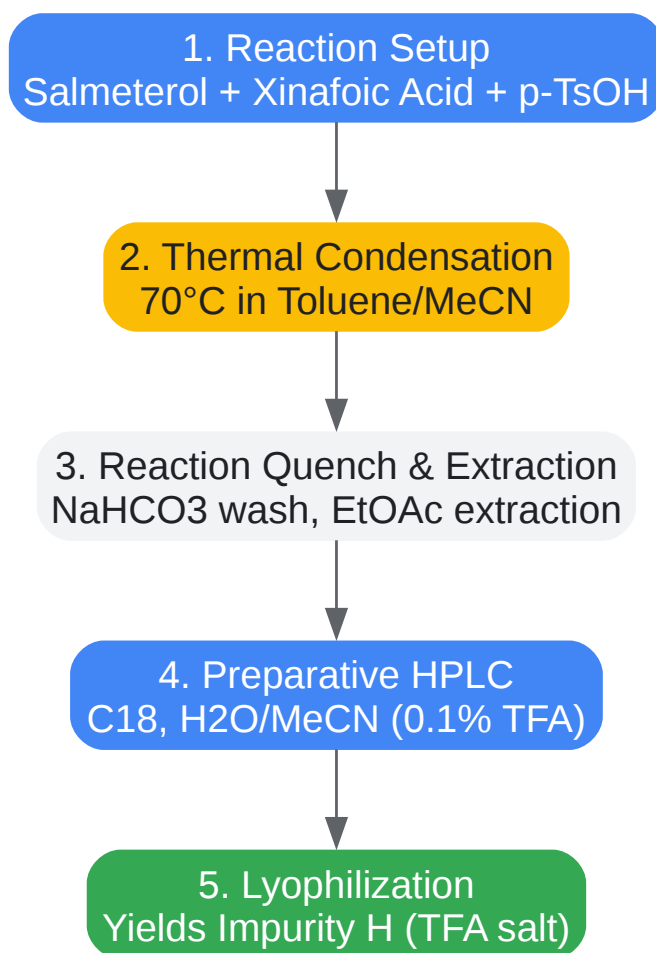 1. Reaction Setup
Salmeterol + Xinafoic Acid + p-TsOH
2. Thermal Condensation
70°C in Toluene/MeCN
3. Reaction Quench & Extraction
NaHCO3 wash, EtOAc extraction
4. Preparative HPLC
C18, H2O/MeCN (0.1% TFA)
5. Lyophilization
Yields Impurity H (TFA salt)